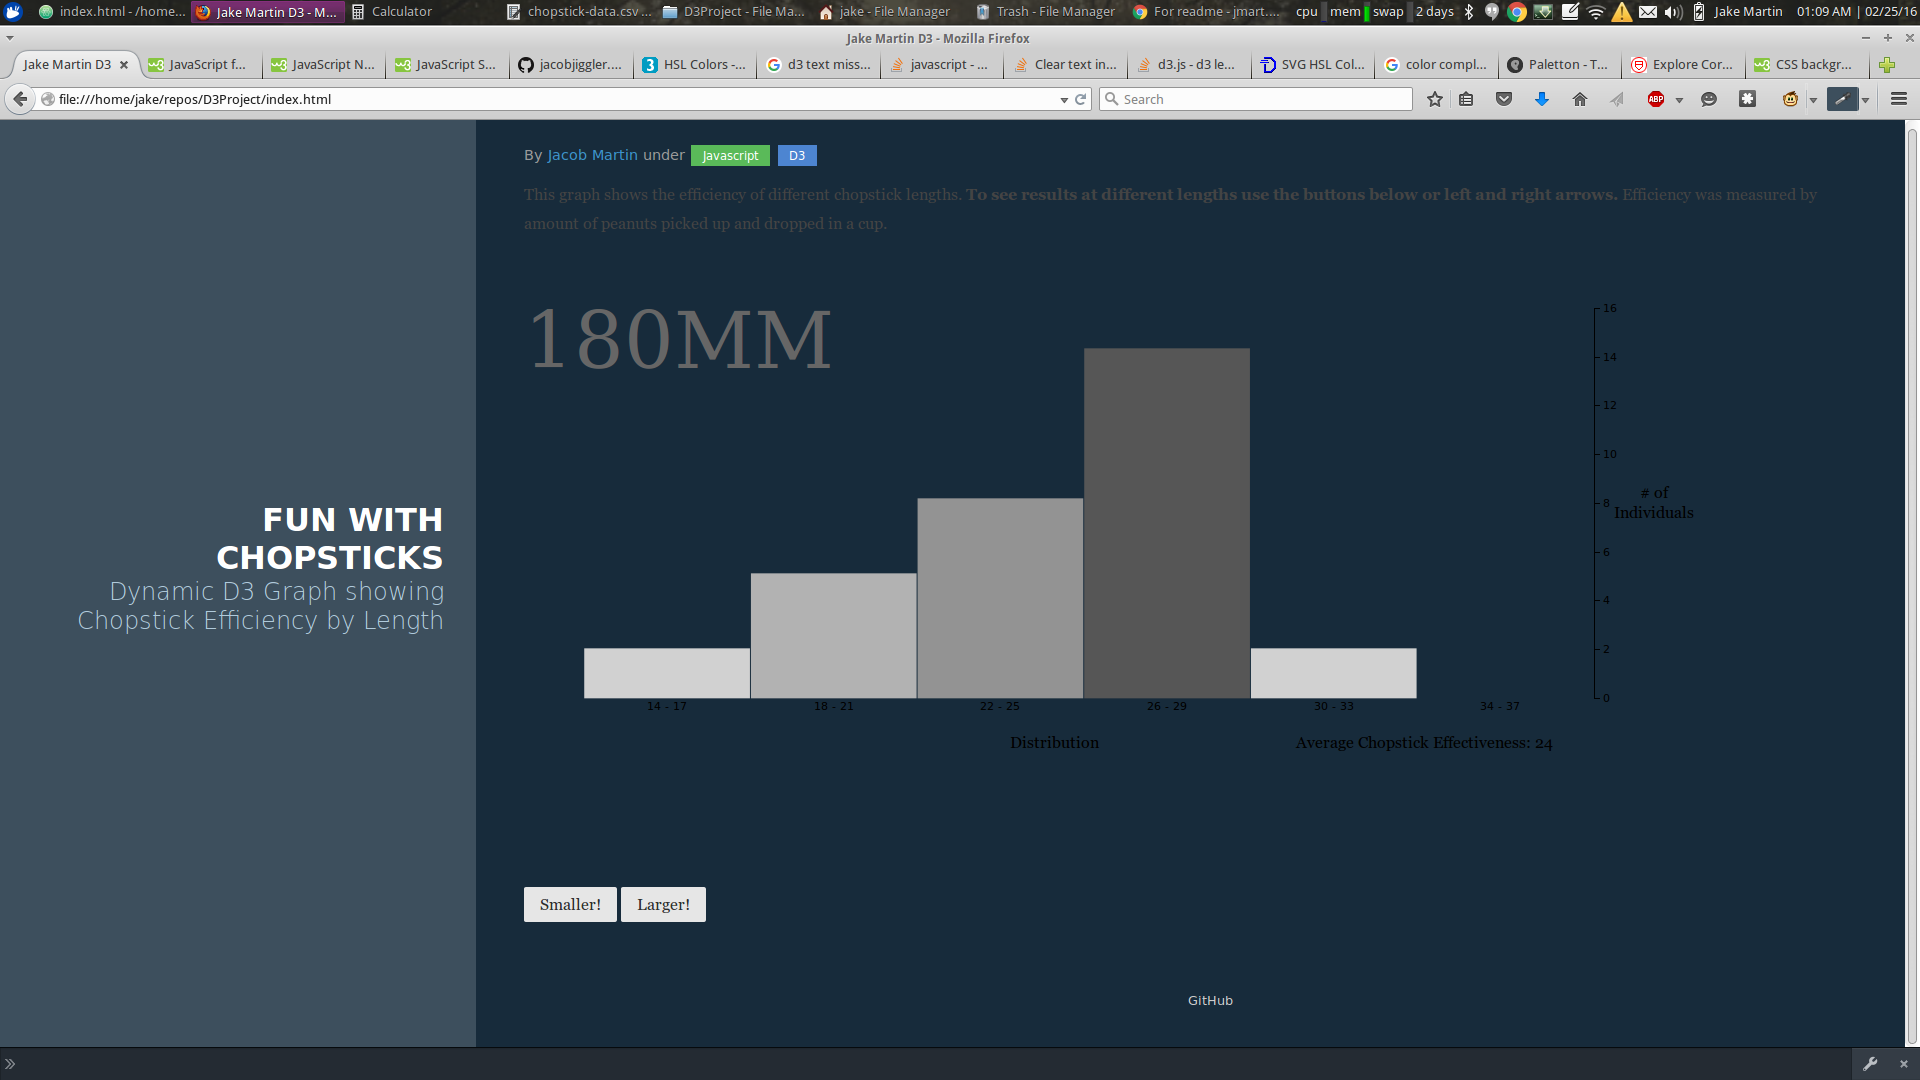 index.html - /home... Jake Martin D3 - M... Calculator chopstick-data.csv ... D3Project - File Ma... jake - File Manager Trash - File Manager For readme - jmart.... cpu mem swap 2 days Jake Martin 01:09 AM | 02/25/16
Jake Martin D3 - Mozilla Firefox
Jake Martin D3 JavaScript f... JavaScript N... JavaScript S... jacobjiggler.... HSL Colors -... d3 text miss... javascript - ... Clear text in... d3.js - d3 le... SVG HSL Col... color compl... Paletton - T... Explore Cor... CSS backgr...
file:///home/jake/repos/D3Project/index.html Search ABP
By Jacob Martin under Javascript D3
This graph shows the efficiency of different chopstick lengths. To see results at different lengths use the buttons below or left and right arrows. Efficiency was measured by
amount of peanuts picked up and dropped in a cup.
180MM
16
14
12
10
8
6
4
2
0
# of
Individuals
FUN WITH
CHOPSTICKS
Dynamic D3 Graph showing
Chopstick Efficiency by Length
14 - 17 18 - 21 22 - 25 26 - 29 30 - 33 34 - 37
Distribution Average Chopstick Effectiveness: 24
Smaller! Larger!
GitHub